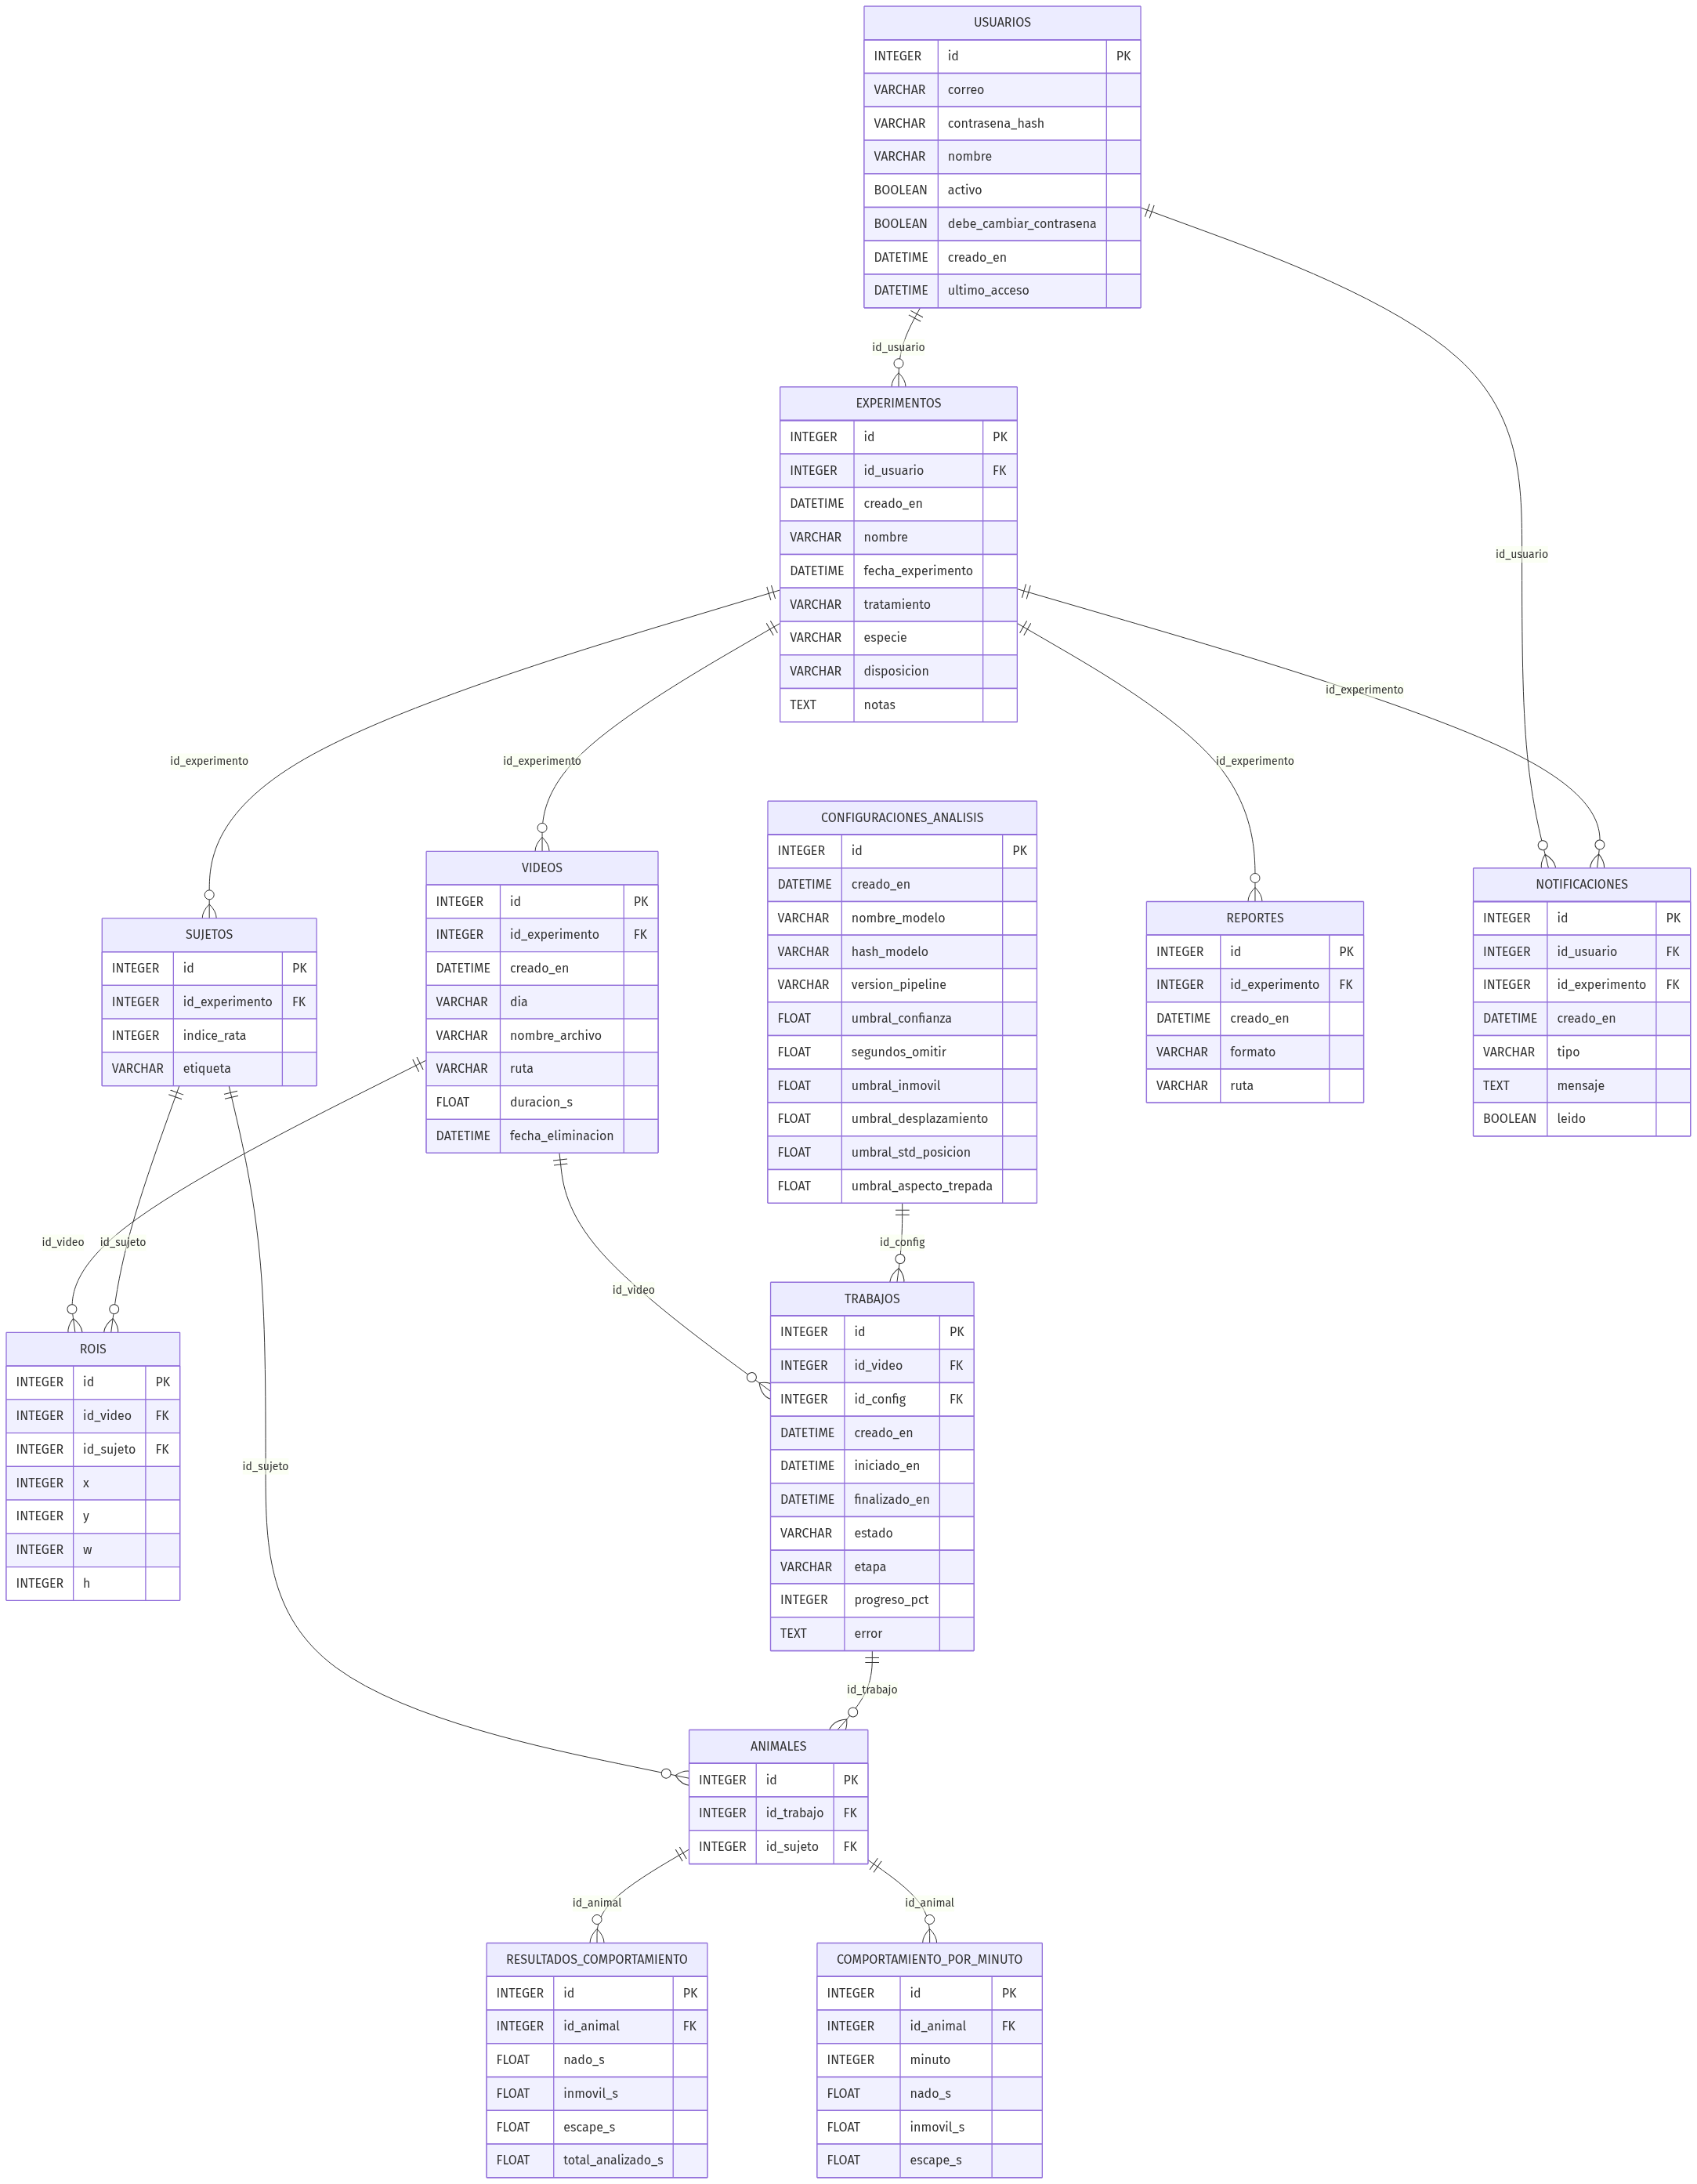 USUARIOS
INTEGER id PK
VARCHAR correo
VARCHAR contrasena_hash
VARCHAR nombre
BOOLEAN activo
BOOLEAN debe_cambiar_contrasena
DATETIME creado_en
DATETIME ultimo_acceso
id_usuario
EXPERIMENTOS
INTEGER id PK
INTEGER id_usuario FK
DATETIME creado_en
VARCHAR nombre
DATETIME fecha_experimento
VARCHAR tratamiento
VARCHAR especie
VARCHAR disposicion
TEXT notas
id_usuario
id_experimento
id_experimento
id_experimento
id_experimento
SUJETOS
INTEGER id PK
INTEGER id_experimento FK
INTEGER indice_rata
VARCHAR etiqueta
VIDEOS
INTEGER id PK
INTEGER id_experimento FK
DATETIME creado_en
VARCHAR dia
VARCHAR nombre_archivo
VARCHAR ruta
FLOAT duracion_s
DATETIME fecha_eliminacion
CONFIGURACIONES_ANALISIS
INTEGER id PK
DATETIME creado_en
VARCHAR nombre_modelo
VARCHAR hash_modelo
VARCHAR version_pipeline
FLOAT umbral_confianza
FLOAT segundos_omitir
FLOAT umbral_inmovil
FLOAT umbral_desplazamiento
FLOAT umbral_std_posicion
FLOAT umbral_aspecto_trepada
REPORTES
INTEGER id PK
INTEGER id_experimento FK
DATETIME creado_en
VARCHAR formato
VARCHAR ruta
NOTIFICACIONES
INTEGER id PK
INTEGER id_usuario FK
INTEGER id_experimento FK
DATETIME creado_en
VARCHAR tipo
TEXT mensaje
BOOLEAN leido
id_video
id_sujeto
id_video
id_config
ROIS
INTEGER id PK
INTEGER id_video FK
INTEGER id_sujeto FK
INTEGER x
INTEGER y
INTEGER w
INTEGER h
id_sujeto
TRABAJOS
INTEGER id PK
INTEGER id_video FK
INTEGER id_config FK
DATETIME creado_en
DATETIME iniciado_en
DATETIME finalizado_en
VARCHAR estado
VARCHAR etapa
INTEGER progreso_pct
TEXT error
id_trabajo
ANIMALES
INTEGER id PK
INTEGER id_trabajo FK
INTEGER id_sujeto FK
id_animal
id_animal
RESULTADOS_COMPORTAMIENTO
INTEGER id PK
INTEGER id_animal FK
FLOAT nado_s
FLOAT inmovil_s
FLOAT escape_s
FLOAT total_analizado_s
COMPORTAMIENTO_POR_MINUTO
INTEGER id PK
INTEGER id_animal FK
INTEGER minuto
FLOAT nado_s
FLOAT inmovil_s
FLOAT escape_s